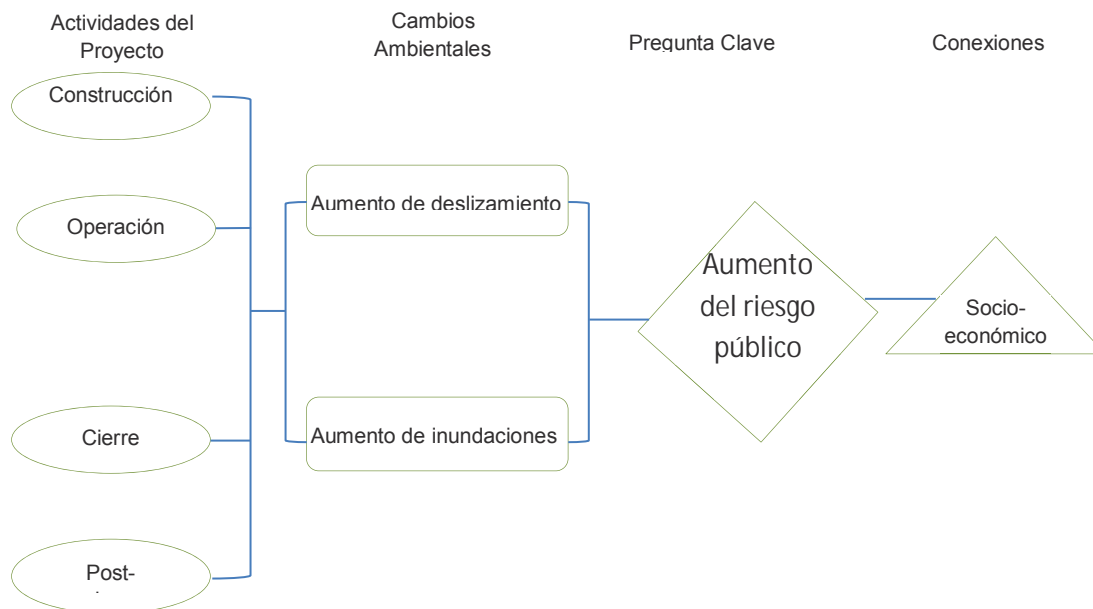 Actividades del
Proyecto
Cambios
Ambientales
Pregunta Clave
Conexiones
Construcción
Operación
Cierre
Post-
Aumento de deslizamiento
Aumento de inundaciones
Aumento
del riesgo
público
Socio-
económico